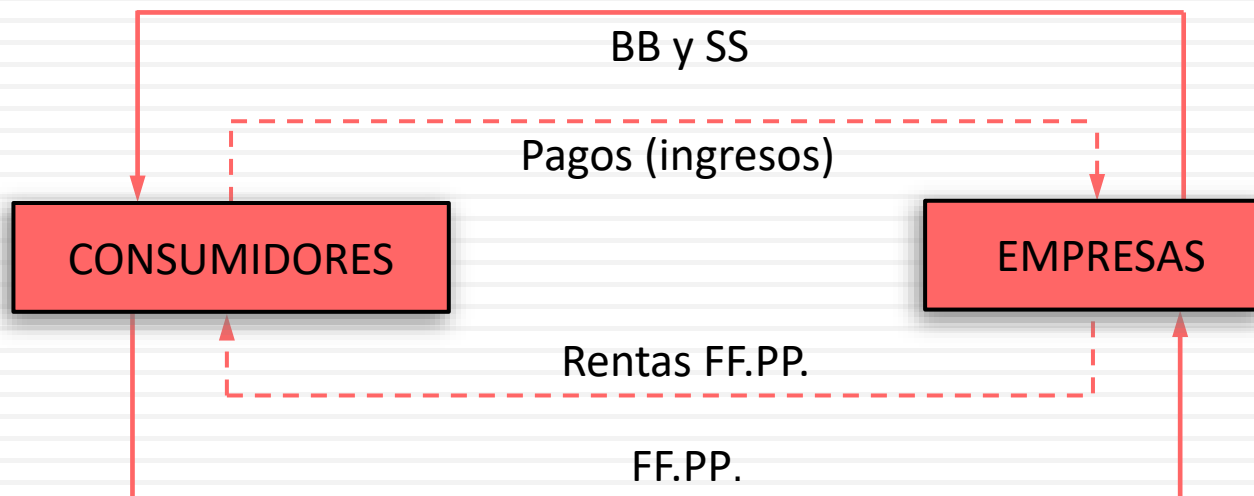 BB y SS
Pagos (ingresos)
CONSUMIDORES
EMPRESAS
Rentas FF.PP.
FF.PP.